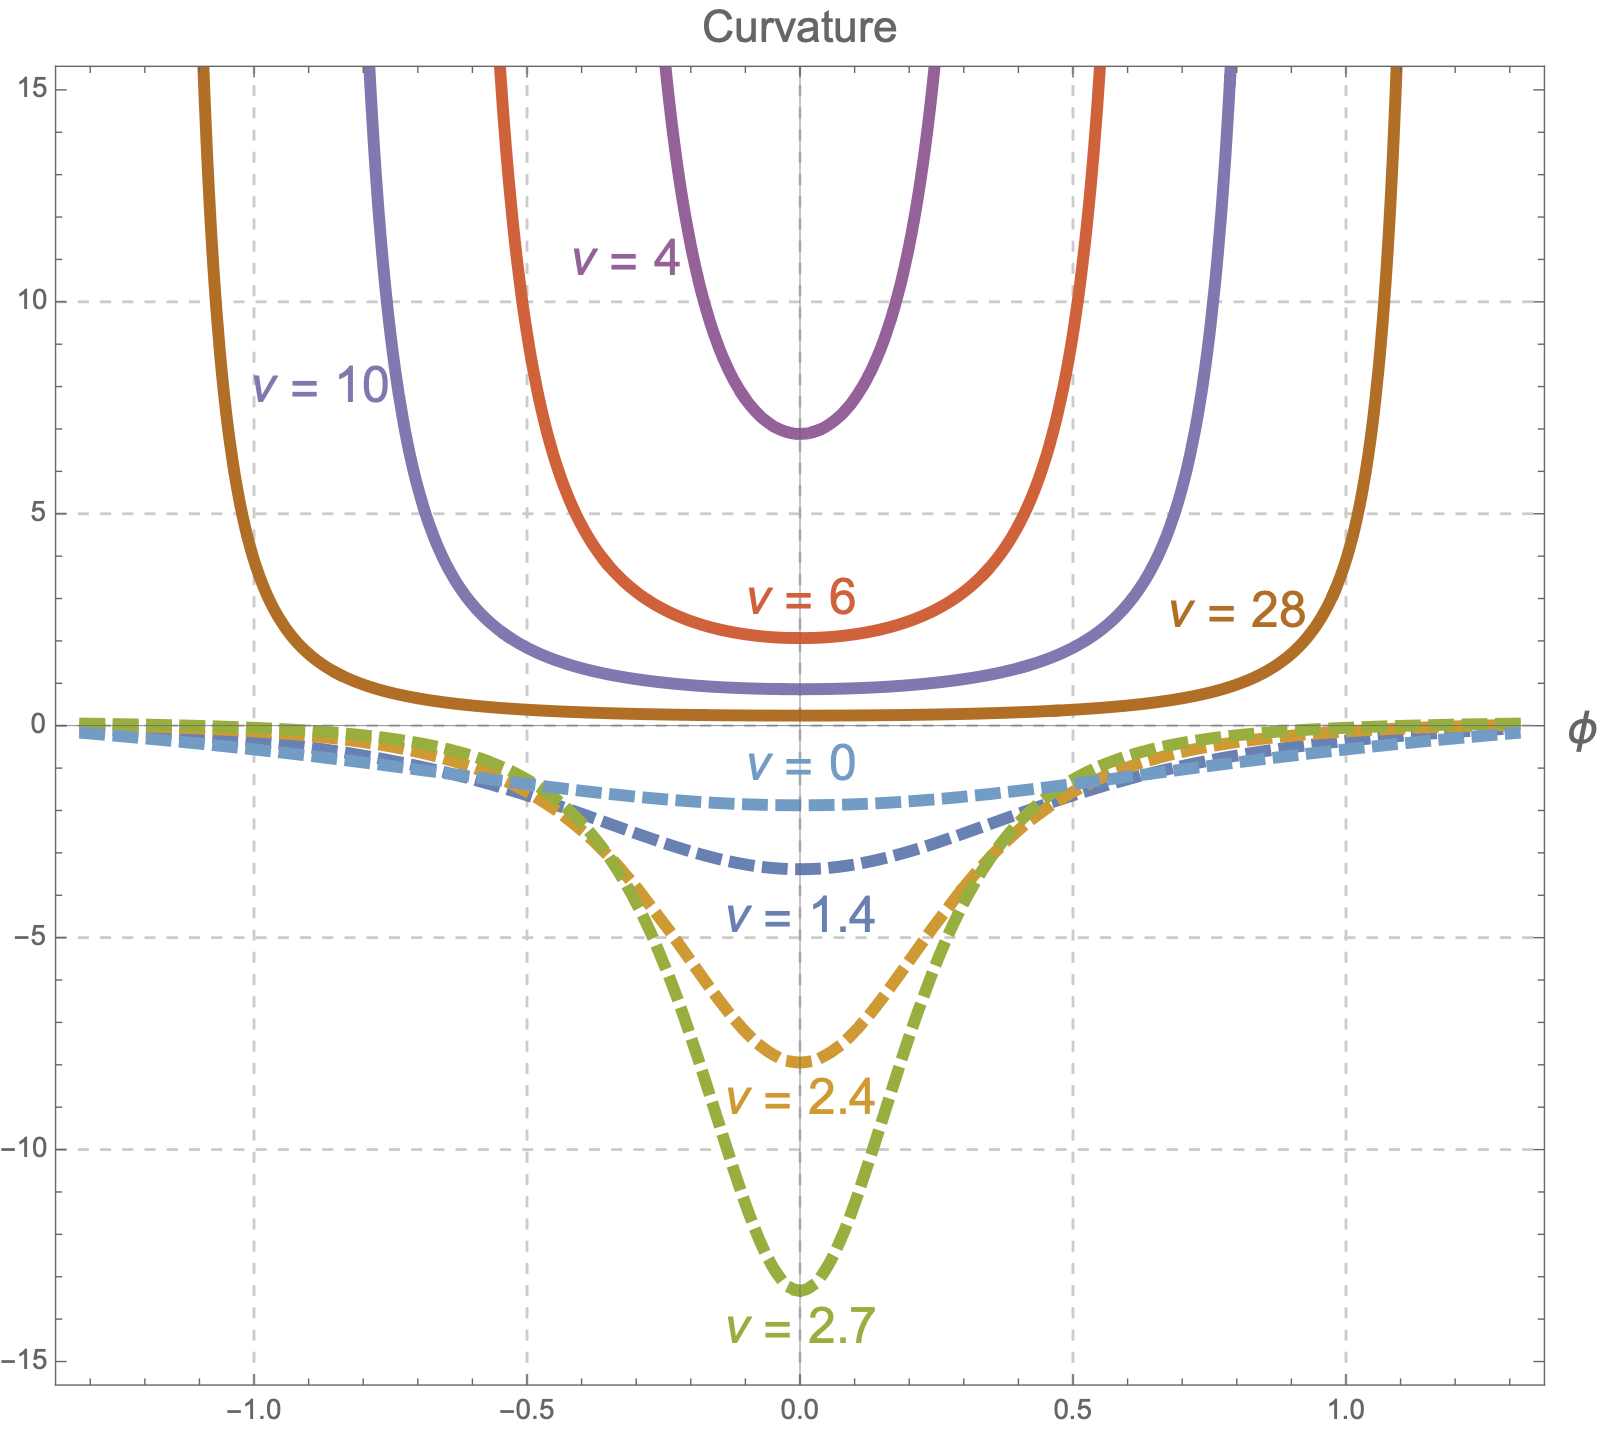 Curvature
15
v = 4
10
v = 10
5
v = 6
v = 28
0
v = 0
ϕ
v = 1.4
−5
v = 2.4
−10
v = 2.7
−15
−1.0 −0.5 0.0 0.5 1.0